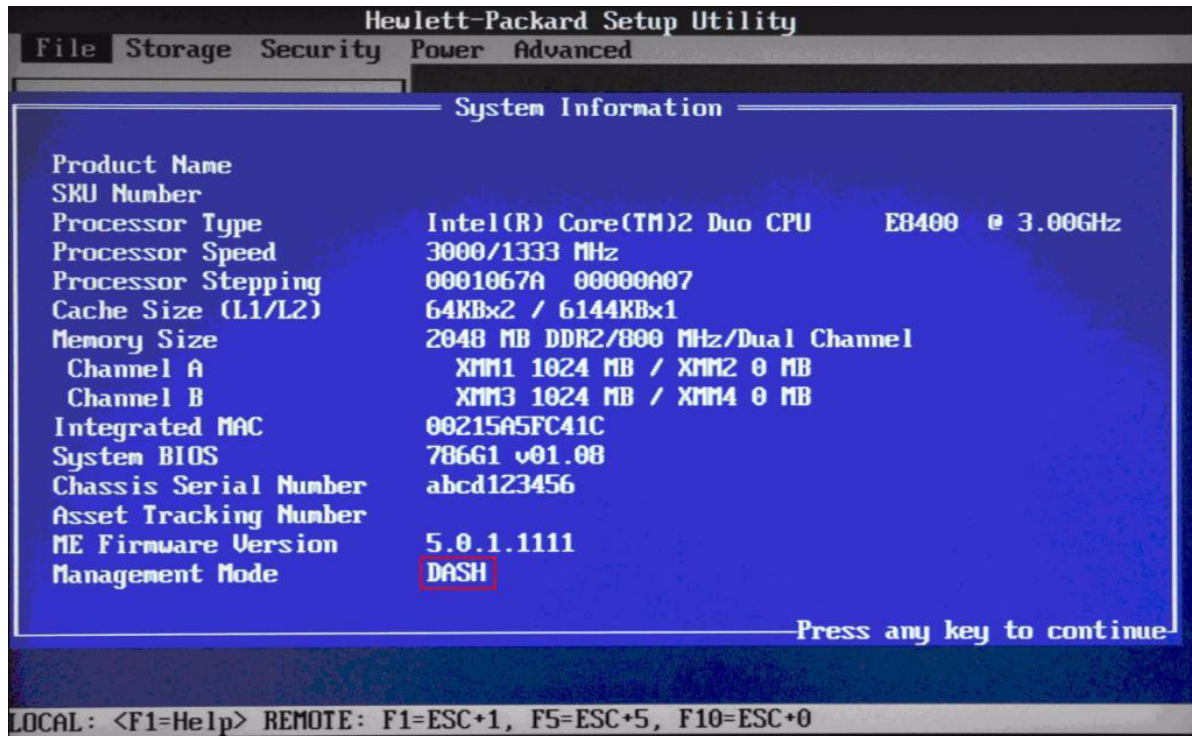 Hewlett-Packard Setup Utility
File Storage Security Power Advanced
System Information
Product Name
SKU Number
Processor Type Intel(R) Core(TM)2 Duo CPU E8400 @ 3.00GHz
Processor Speed 3000/1333 MHz
Processor Stepping 0001067A 00000A07
Cache Size (L1/L2) 64KBx2 / 6144KBx1
Memory Size 2048 MB DDR2/800 MHz/Dual Channel
Channel A XMM1 1024 MB / XMM2 0 MB
Channel B XMM3 1024 MB / XMM4 0 MB
Integrated MAC 00215A5FC41C
System BIOS 786G1 v01.08
Chassis Serial Number abcd123456
Asset Tracking Number
ME Firmware Version 5.0.1.1111
Management Mode DASH
Press any key to continue
LOCAL: <F1=Help> REMOTE: F1=ESC+1, F5=ESC+5, F10=ESC+0